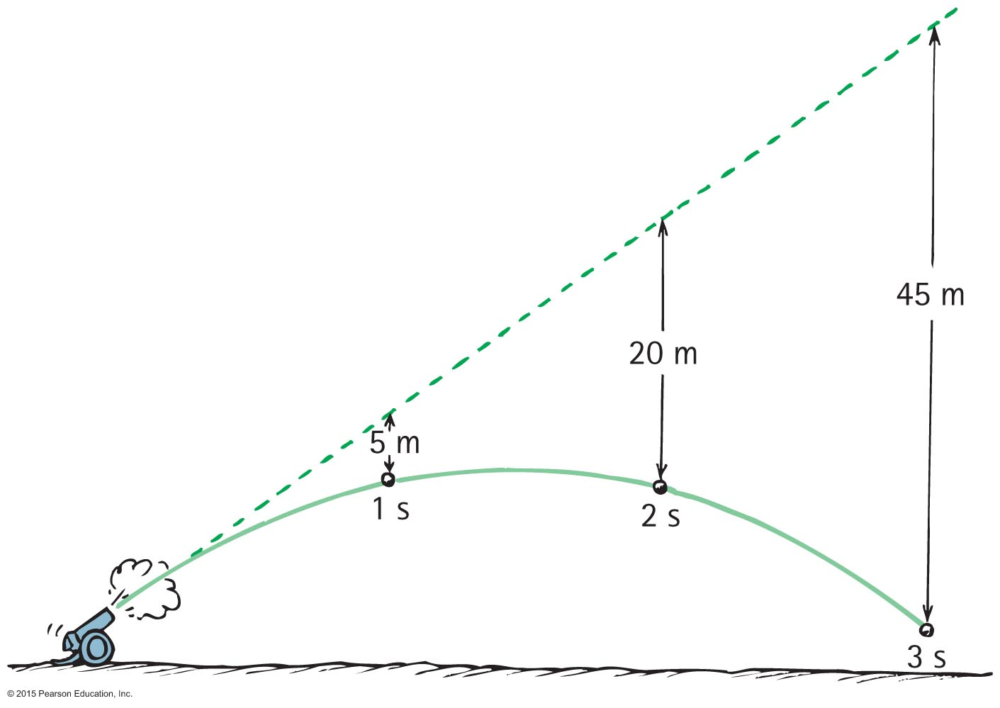 45 m
20 m
5 m
1 s
2 s
3 s
© 2015 Pearson Education, Inc.